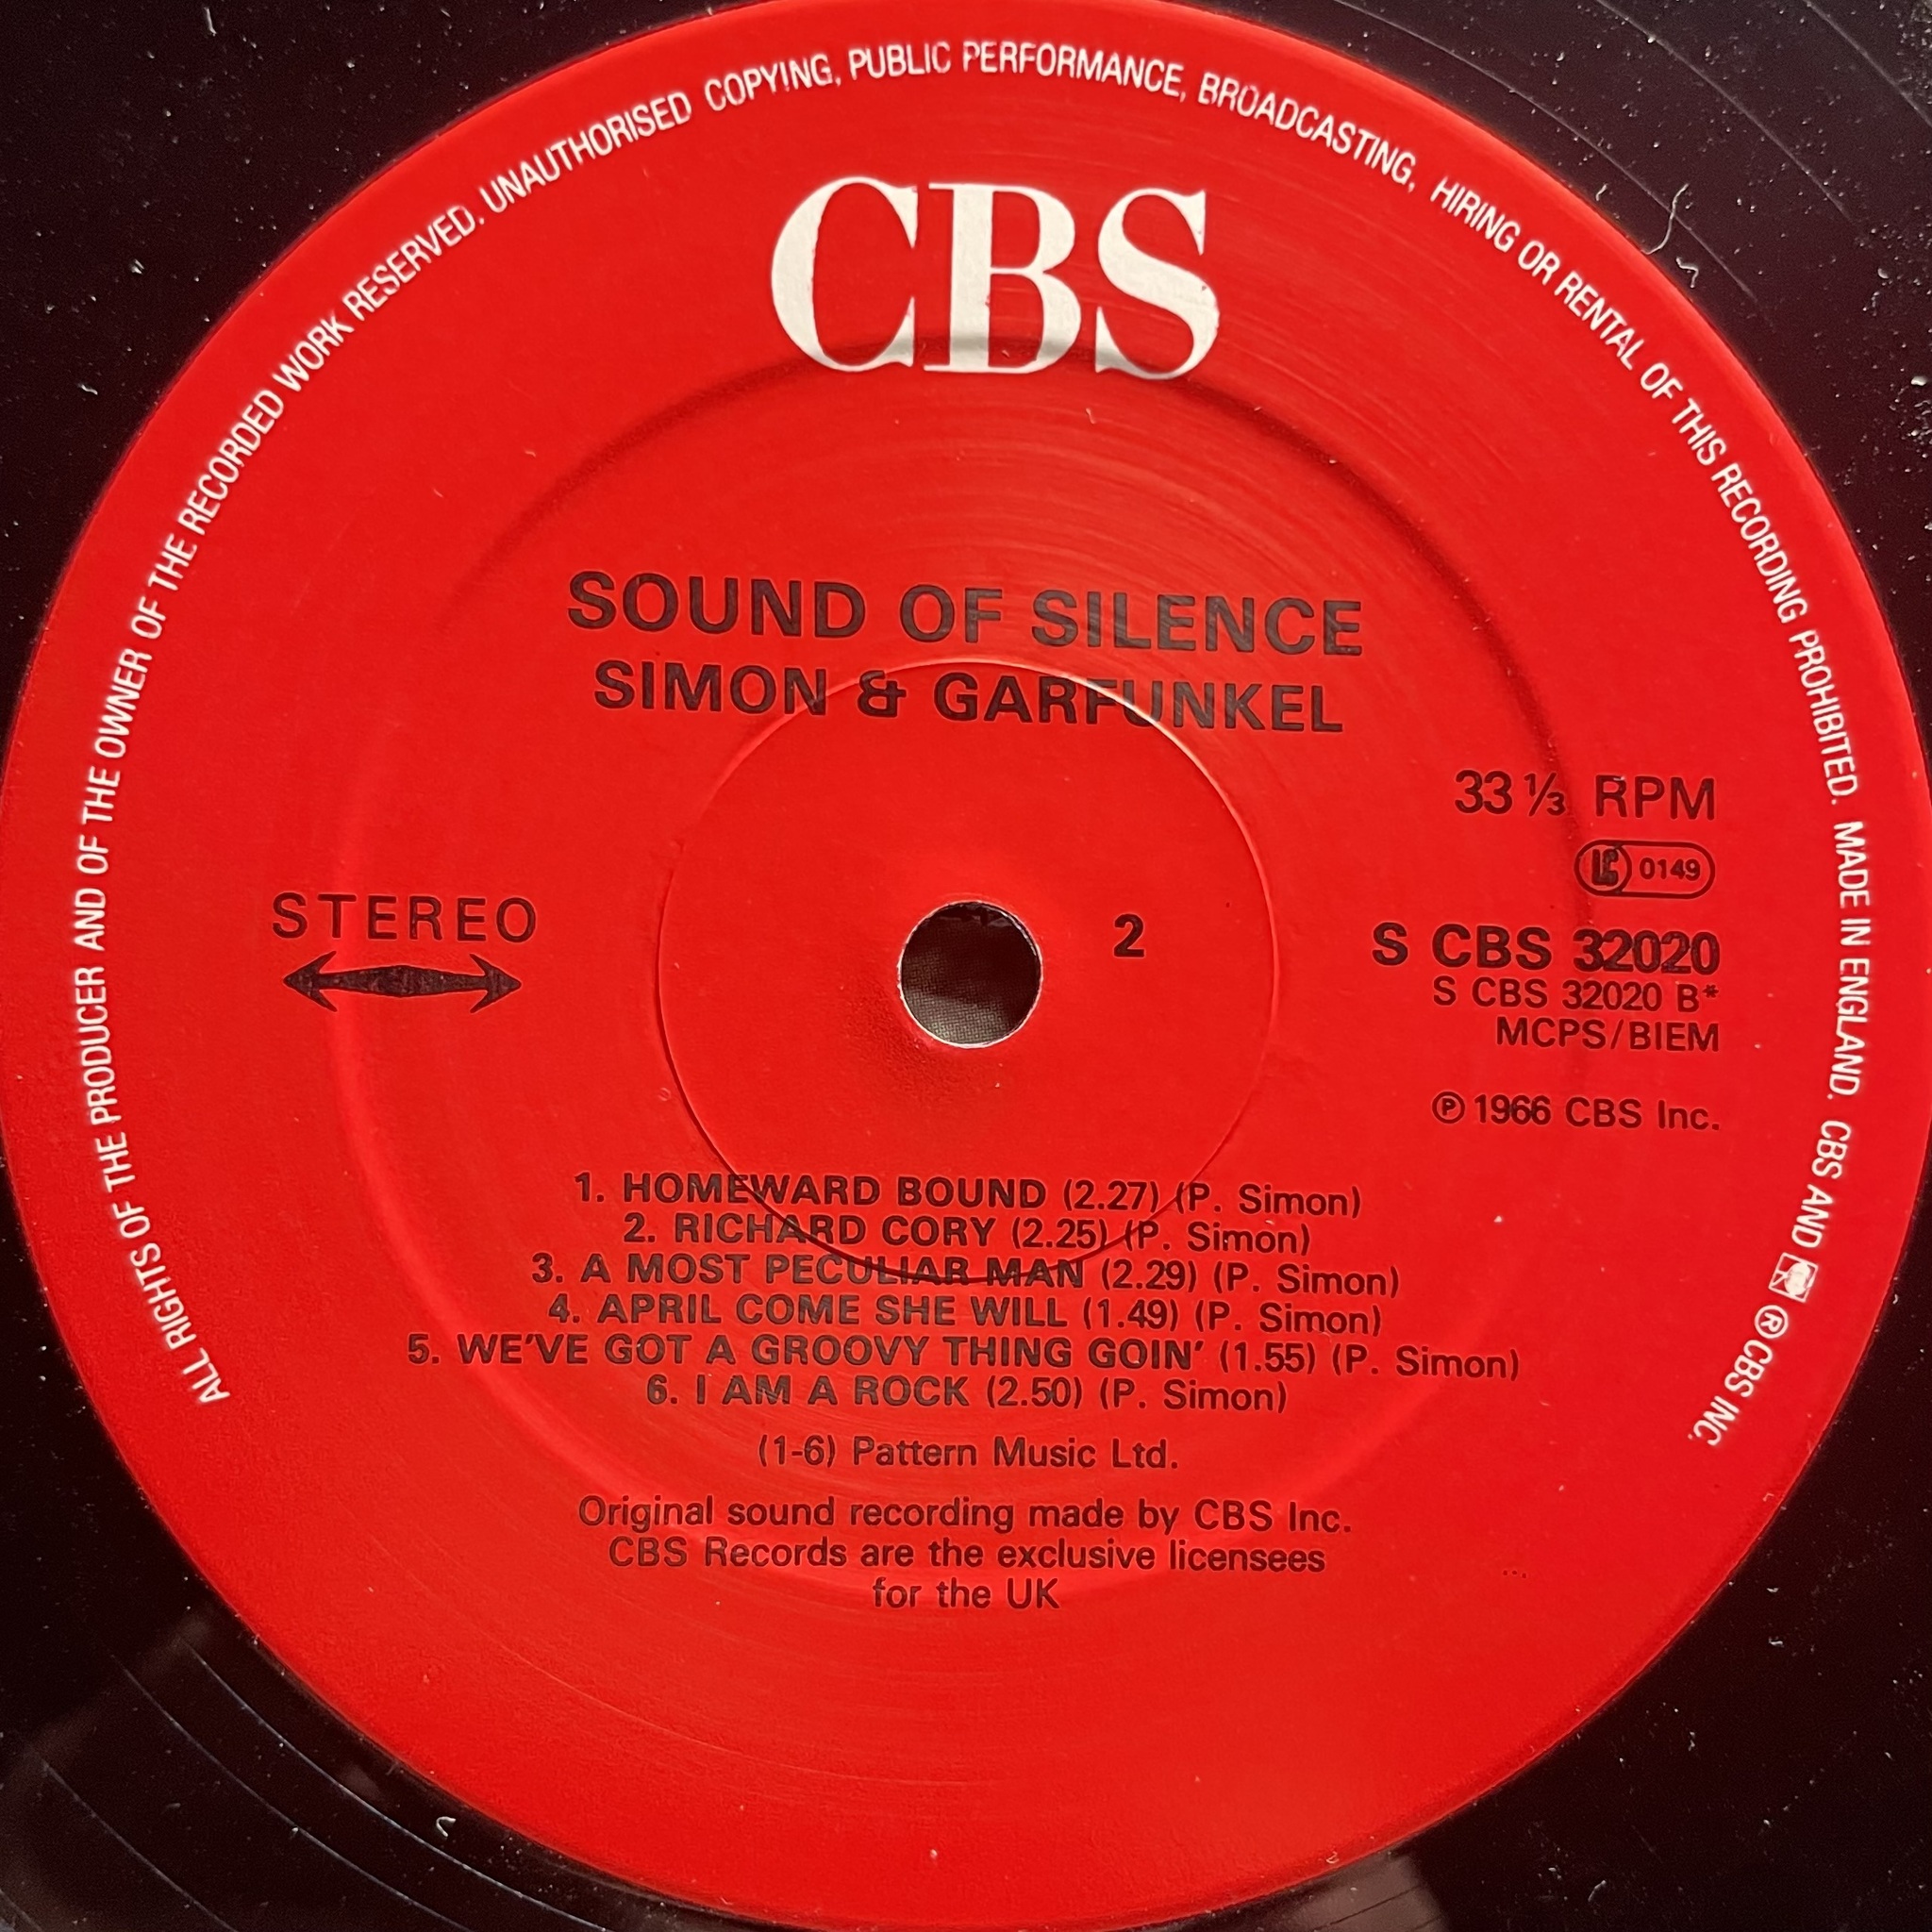 ALL RIGHTS OF THE PRODUCER AND OF THE OWNER OF THE RECORDED WORK RESERVED. UNAUTHORISED COPYING, PUBLIC PERFORMANCE, BROADCASTING, HIRING OR RENTAL OF THIS RECORDING PROHIBITED. MADE IN ENGLAND. CBS AND ® CBS INC.
CBS
SOUND OF SILENCE
SIMON & GARFUNKEL
33⅓ RPM
LC 0149
STEREO
2
S CBS 32020
S CBS 32020 B*
MCPS/BIEM
℗ 1966 CBS Inc.
1. HOMEWARD BOUND (2.27) (P. Simon)
2. RICHARD CORY (2.25) (P. Simon)
3. A MOST PECULIAR MAN (2.29) (P. Simon)
4. APRIL COME SHE WILL (1.49) (P. Simon)
5. WE'VE GOT A GROOVY THING GOIN' (1.55) (P. Simon)
6. I AM A ROCK (2.50) (P. Simon)
(1-6) Pattern Music Ltd.
Original sound recording made by CBS Inc.
CBS Records are the exclusive licensees
for the UK